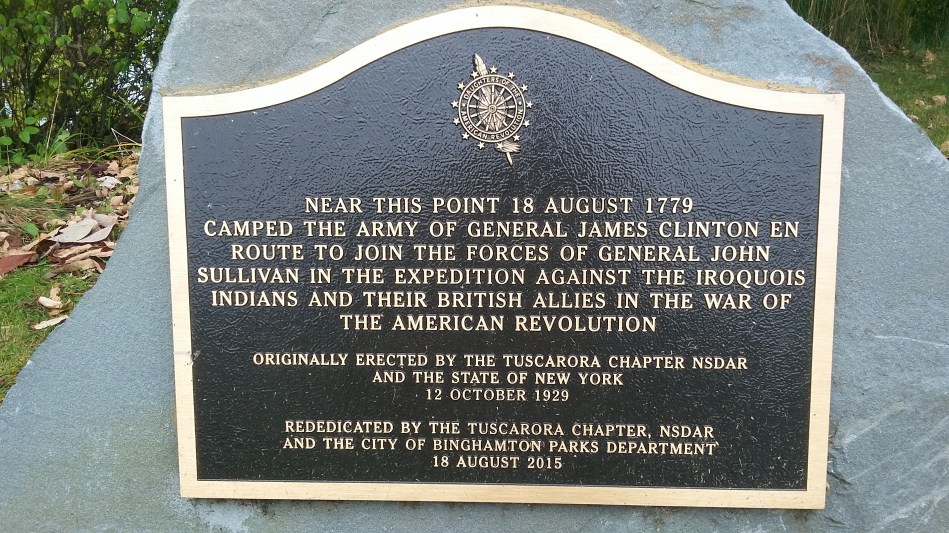 DAUGHTERS OF THE
AMERICAN REVOLUTION
NEAR THIS POINT 18 AUGUST 1779
CAMPED THE ARMY OF GENERAL JAMES CLINTON EN
ROUTE TO JOIN THE FORCES OF GENERAL JOHN
SULLIVAN IN THE EXPEDITION AGAINST THE IROQUOIS
INDIANS AND THEIR BRITISH ALLIES IN THE WAR OF
THE AMERICAN REVOLUTION
ORIGINALLY ERECTED BY THE TUSCARORA CHAPTER NSDAR
AND THE STATE OF NEW YORK
12 OCTOBER 1929
REDEDICATED BY THE TUSCARORA CHAPTER, NSDAR
AND THE CITY OF BINGHAMTON PARKS DEPARTMENT
18 AUGUST 2015